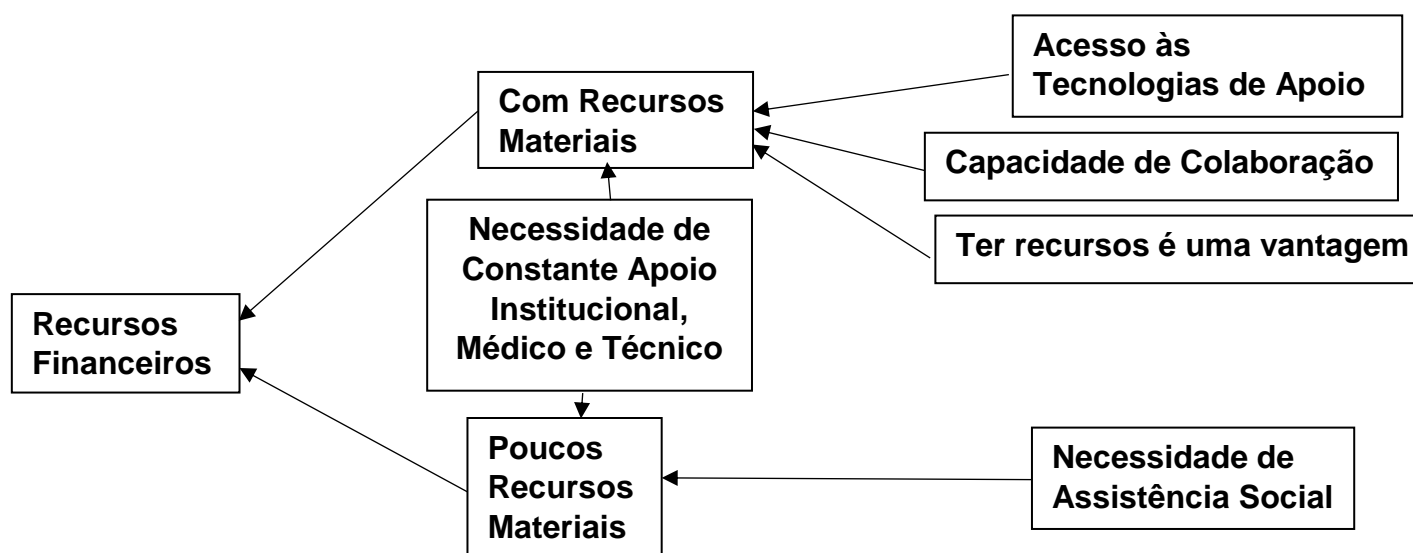 Acesso às
Tecnologias de Apoio
Com Recursos
Materiais
Capacidade de Colaboração
Ter recursos é uma vantagem
Necessidade de
Constante Apoio
Institucional,
Médico e Técnico
Recursos
Financeiros
Poucos
Recursos
Materiais
Necessidade de
Assistência Social